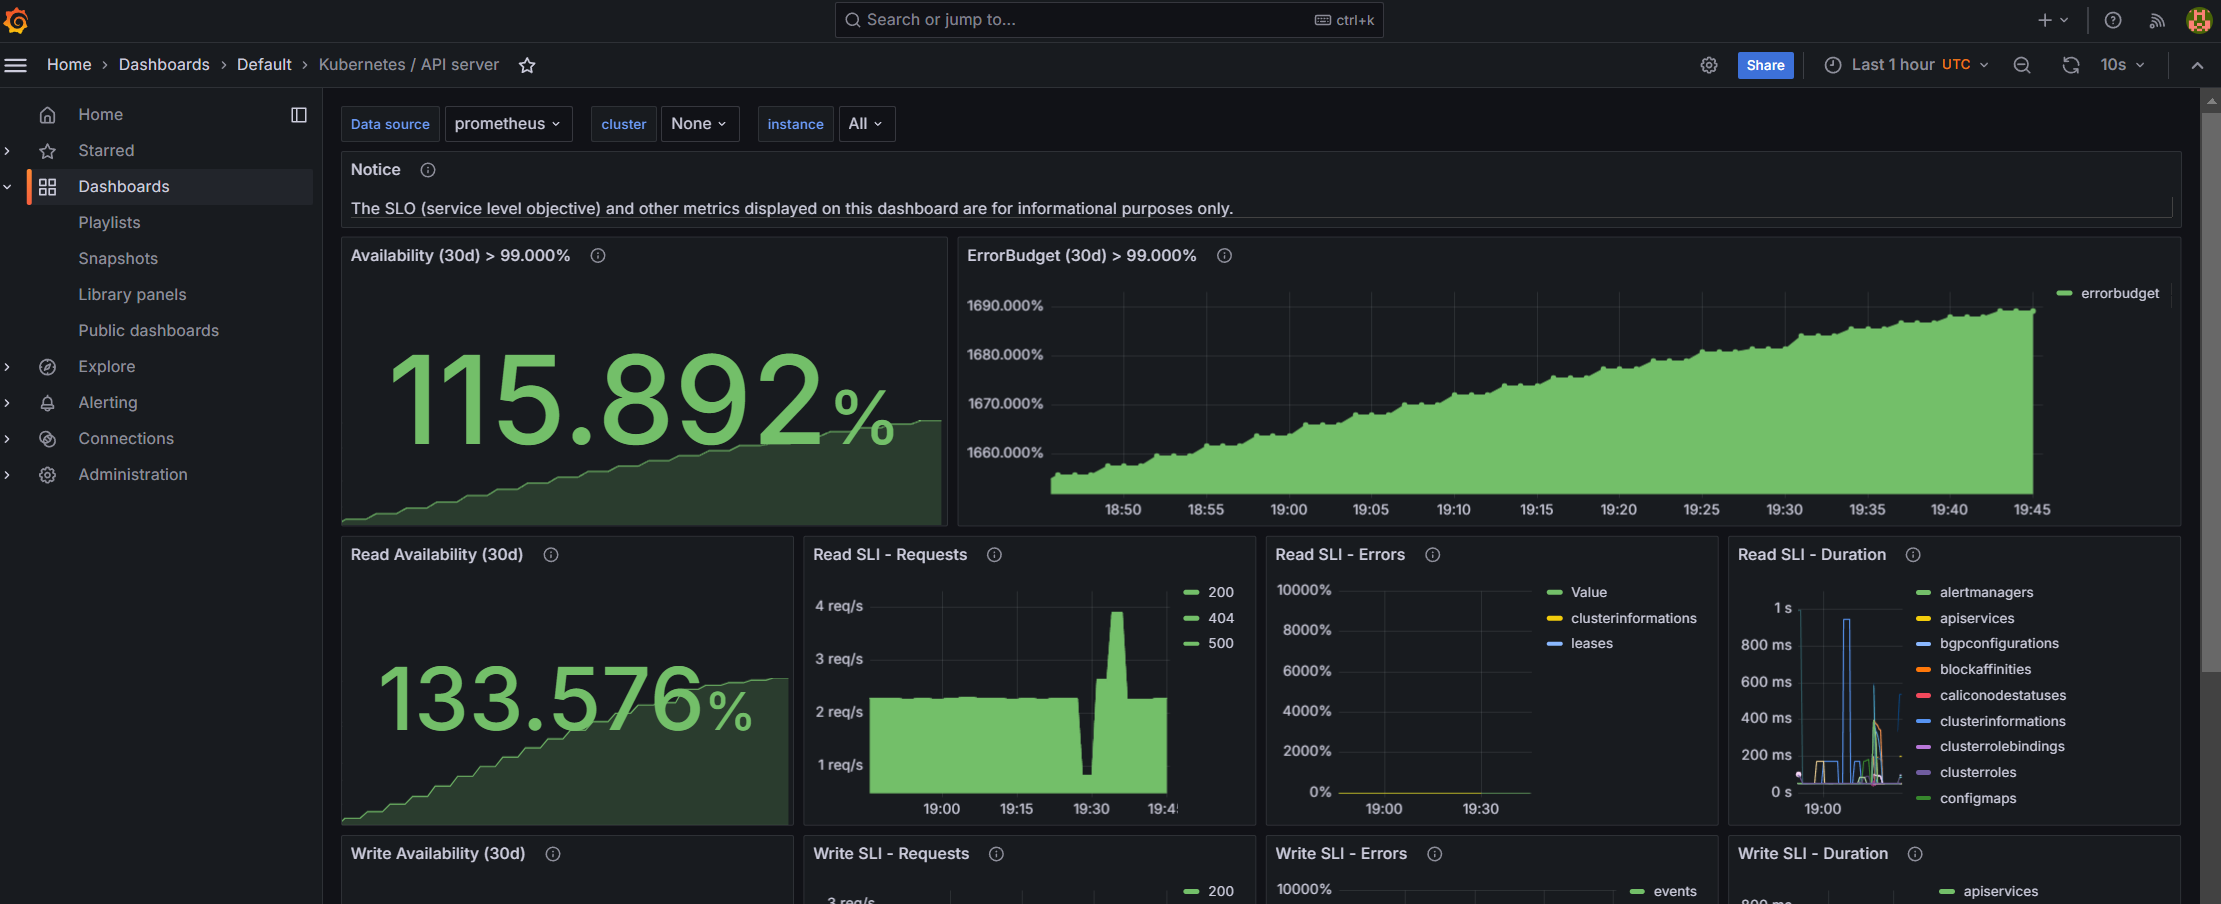 Search or jump to...
ctrl+k
Home › Dashboards › Default › Kubernetes / API server
Share
Last 1 hour UTC
10s
Home
Starred
Dashboards
Playlists
Snapshots
Library panels
Public dashboards
Explore
Alerting
Connections
Administration
Data source prometheus cluster None instance All
Notice
The SLO (service level objective) and other metrics displayed on this dashboard are for informational purposes only.
Availability (30d) > 99.000%
115.892%
ErrorBudget (30d) > 99.000%
1690.000%
1680.000%
1670.000%
1660.000%
18:50 18:55 19:00 19:05 19:10 19:15 19:20 19:25 19:30 19:35 19:40 19:45
errorbudget
Read Availability (30d)
133.576%
Read SLI - Requests
4 req/s
3 req/s
2 req/s
1 req/s
19:00 19:15 19:30
200
404
500
Read SLI - Errors
10000%
8000%
6000%
4000%
2000%
0%
19:00 19:30
Value
clusterinformations
leases
Read SLI - Duration
1 s
800 ms
600 ms
400 ms
200 ms
0 s
19:00
alertmanagers
apiservices
bgpconfigurations
blockaffinities
caliconodestatuses
clusterinformations
clusterrolebindings
clusterroles
configmaps
Write Availability (30d)
Write SLI - Requests
3 req/s
200
Write SLI - Errors
10000%
events
Write SLI - Duration
800 ms
apiservices